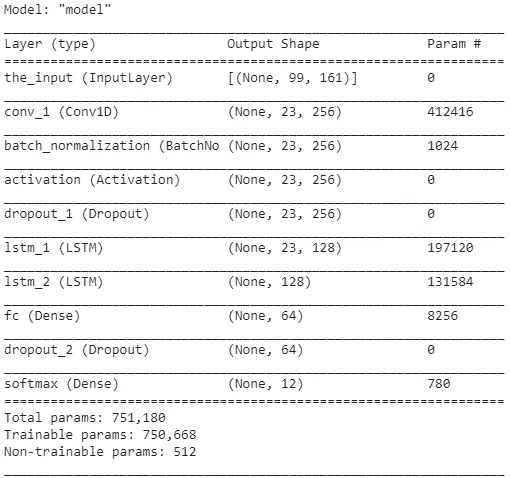 Model: "model"
Layer (type) Output Shape Param #
the_input (InputLayer) [(None, 99, 161)] 0
conv_1 (Conv1D) (None, 23, 256) 412416
batch_normalization (BatchNo (None, 23, 256) 1024
activation (Activation) (None, 23, 256) 0
dropout_1 (Dropout) (None, 23, 256) 0
lstm_1 (LSTM) (None, 23, 128) 197120
lstm_2 (LSTM) (None, 128) 131584
fc (Dense) (None, 64) 8256
dropout_2 (Dropout) (None, 64) 0
softmax (Dense) (None, 12) 780
Total params: 751,180
Trainable params: 750,668
Non-trainable params: 512